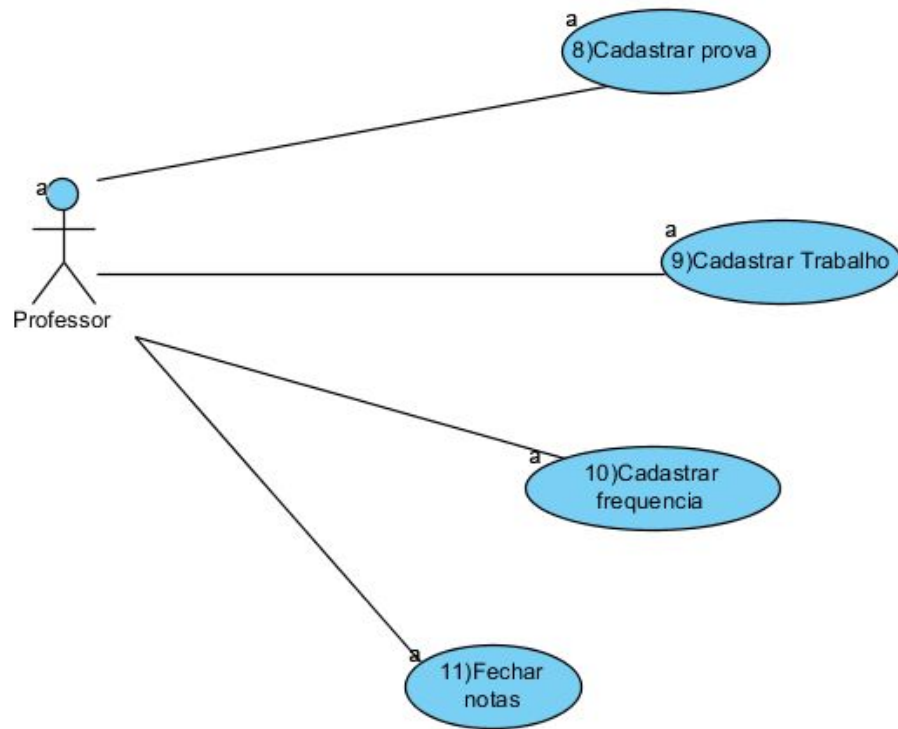 a
8)Cadastrar prova
a
Professor
a
9)Cadastrar Trabalho
a
10)Cadastrar
frequencia
a
11)Fechar
notas